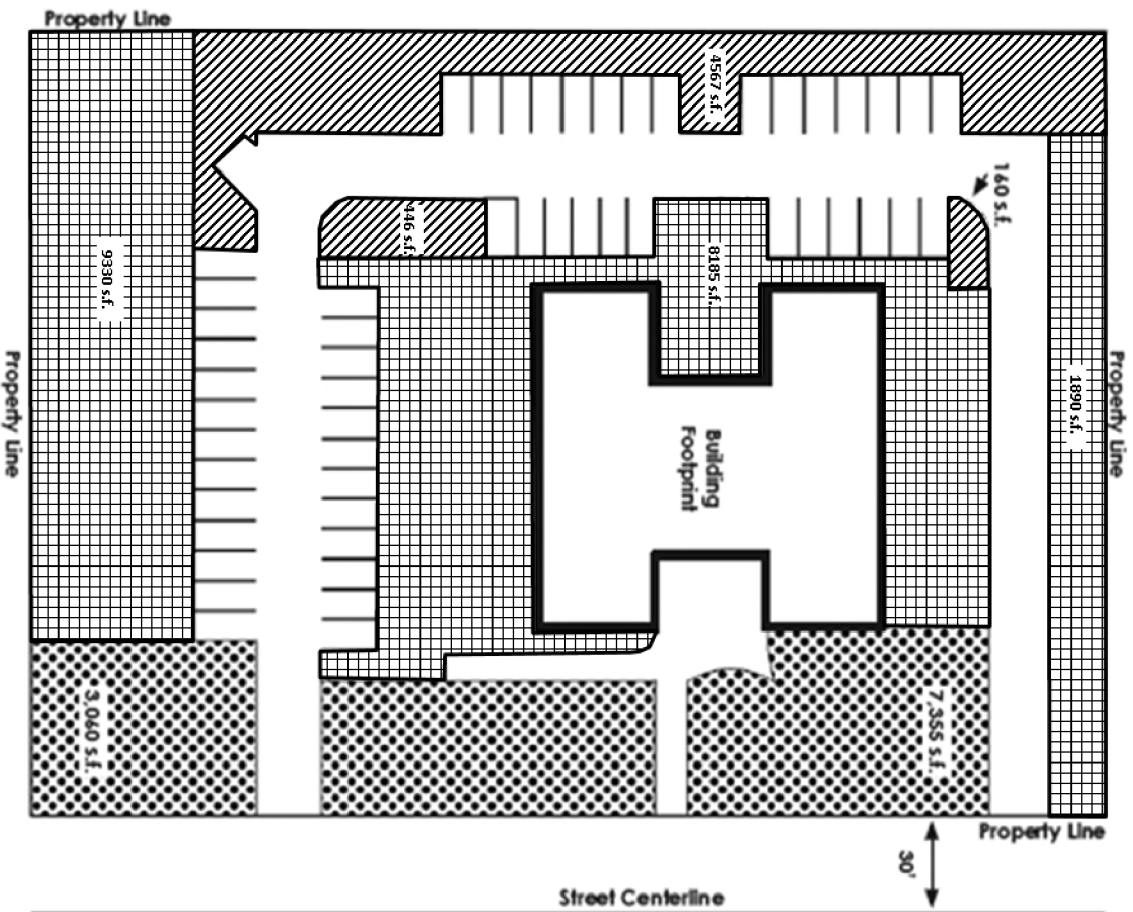 Property Line
4567 s.f.
160 s.f.
446 s.f.
9330 s.f.
8185 s.f.
Property Line
Property Line
1890 s.f.
Building
Footprint
3,060 s.f.
7,355 s.f.
Property Line
30'
Street Centerline